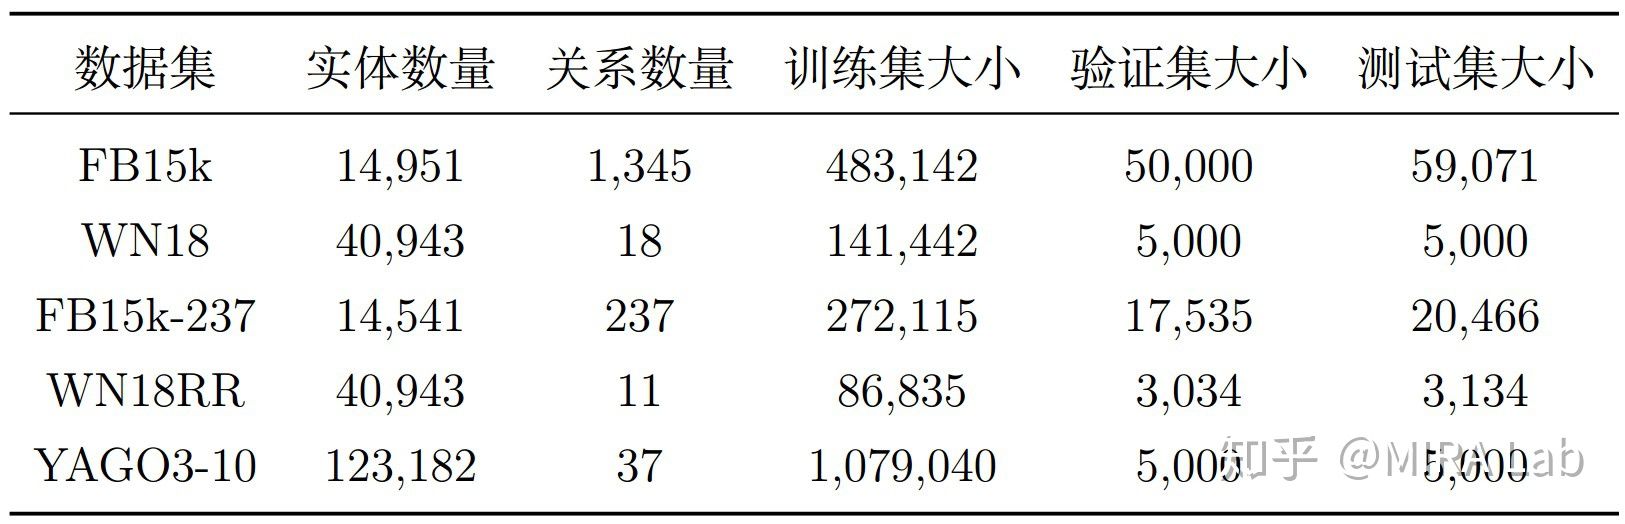 数据集 实体数量 关系数量 训练集大小 验证集大小 测试集大小
FB15k 14,951 1,345 483,142 50,000 59,071
WN18 40,943 18 141,442 5,000 5,000
FB15k-237 14,541 237 272,115 17,535 20,466
WN18RR 40,943 11 86,835 3,034 3,134
YAGO3-10 123,182 37 1,079,040 5,000 5,000
知乎 @MIRA Lab